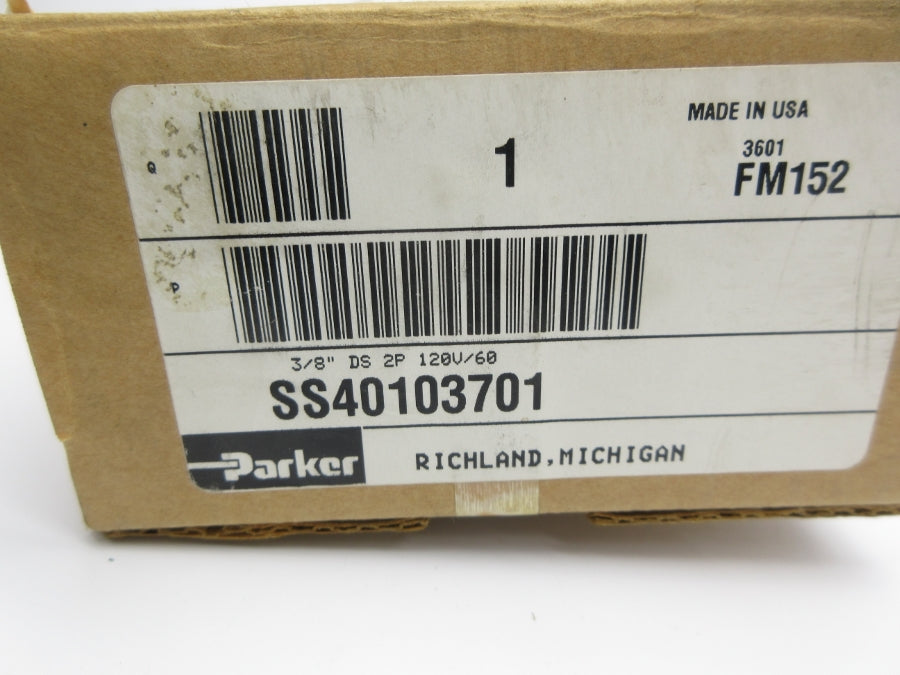 MADE IN USA
Q
1
3601
FM152
P
3/8" DS 2P 120V/60
SS40103701
Parker
RICHLAND,MICHIGAN